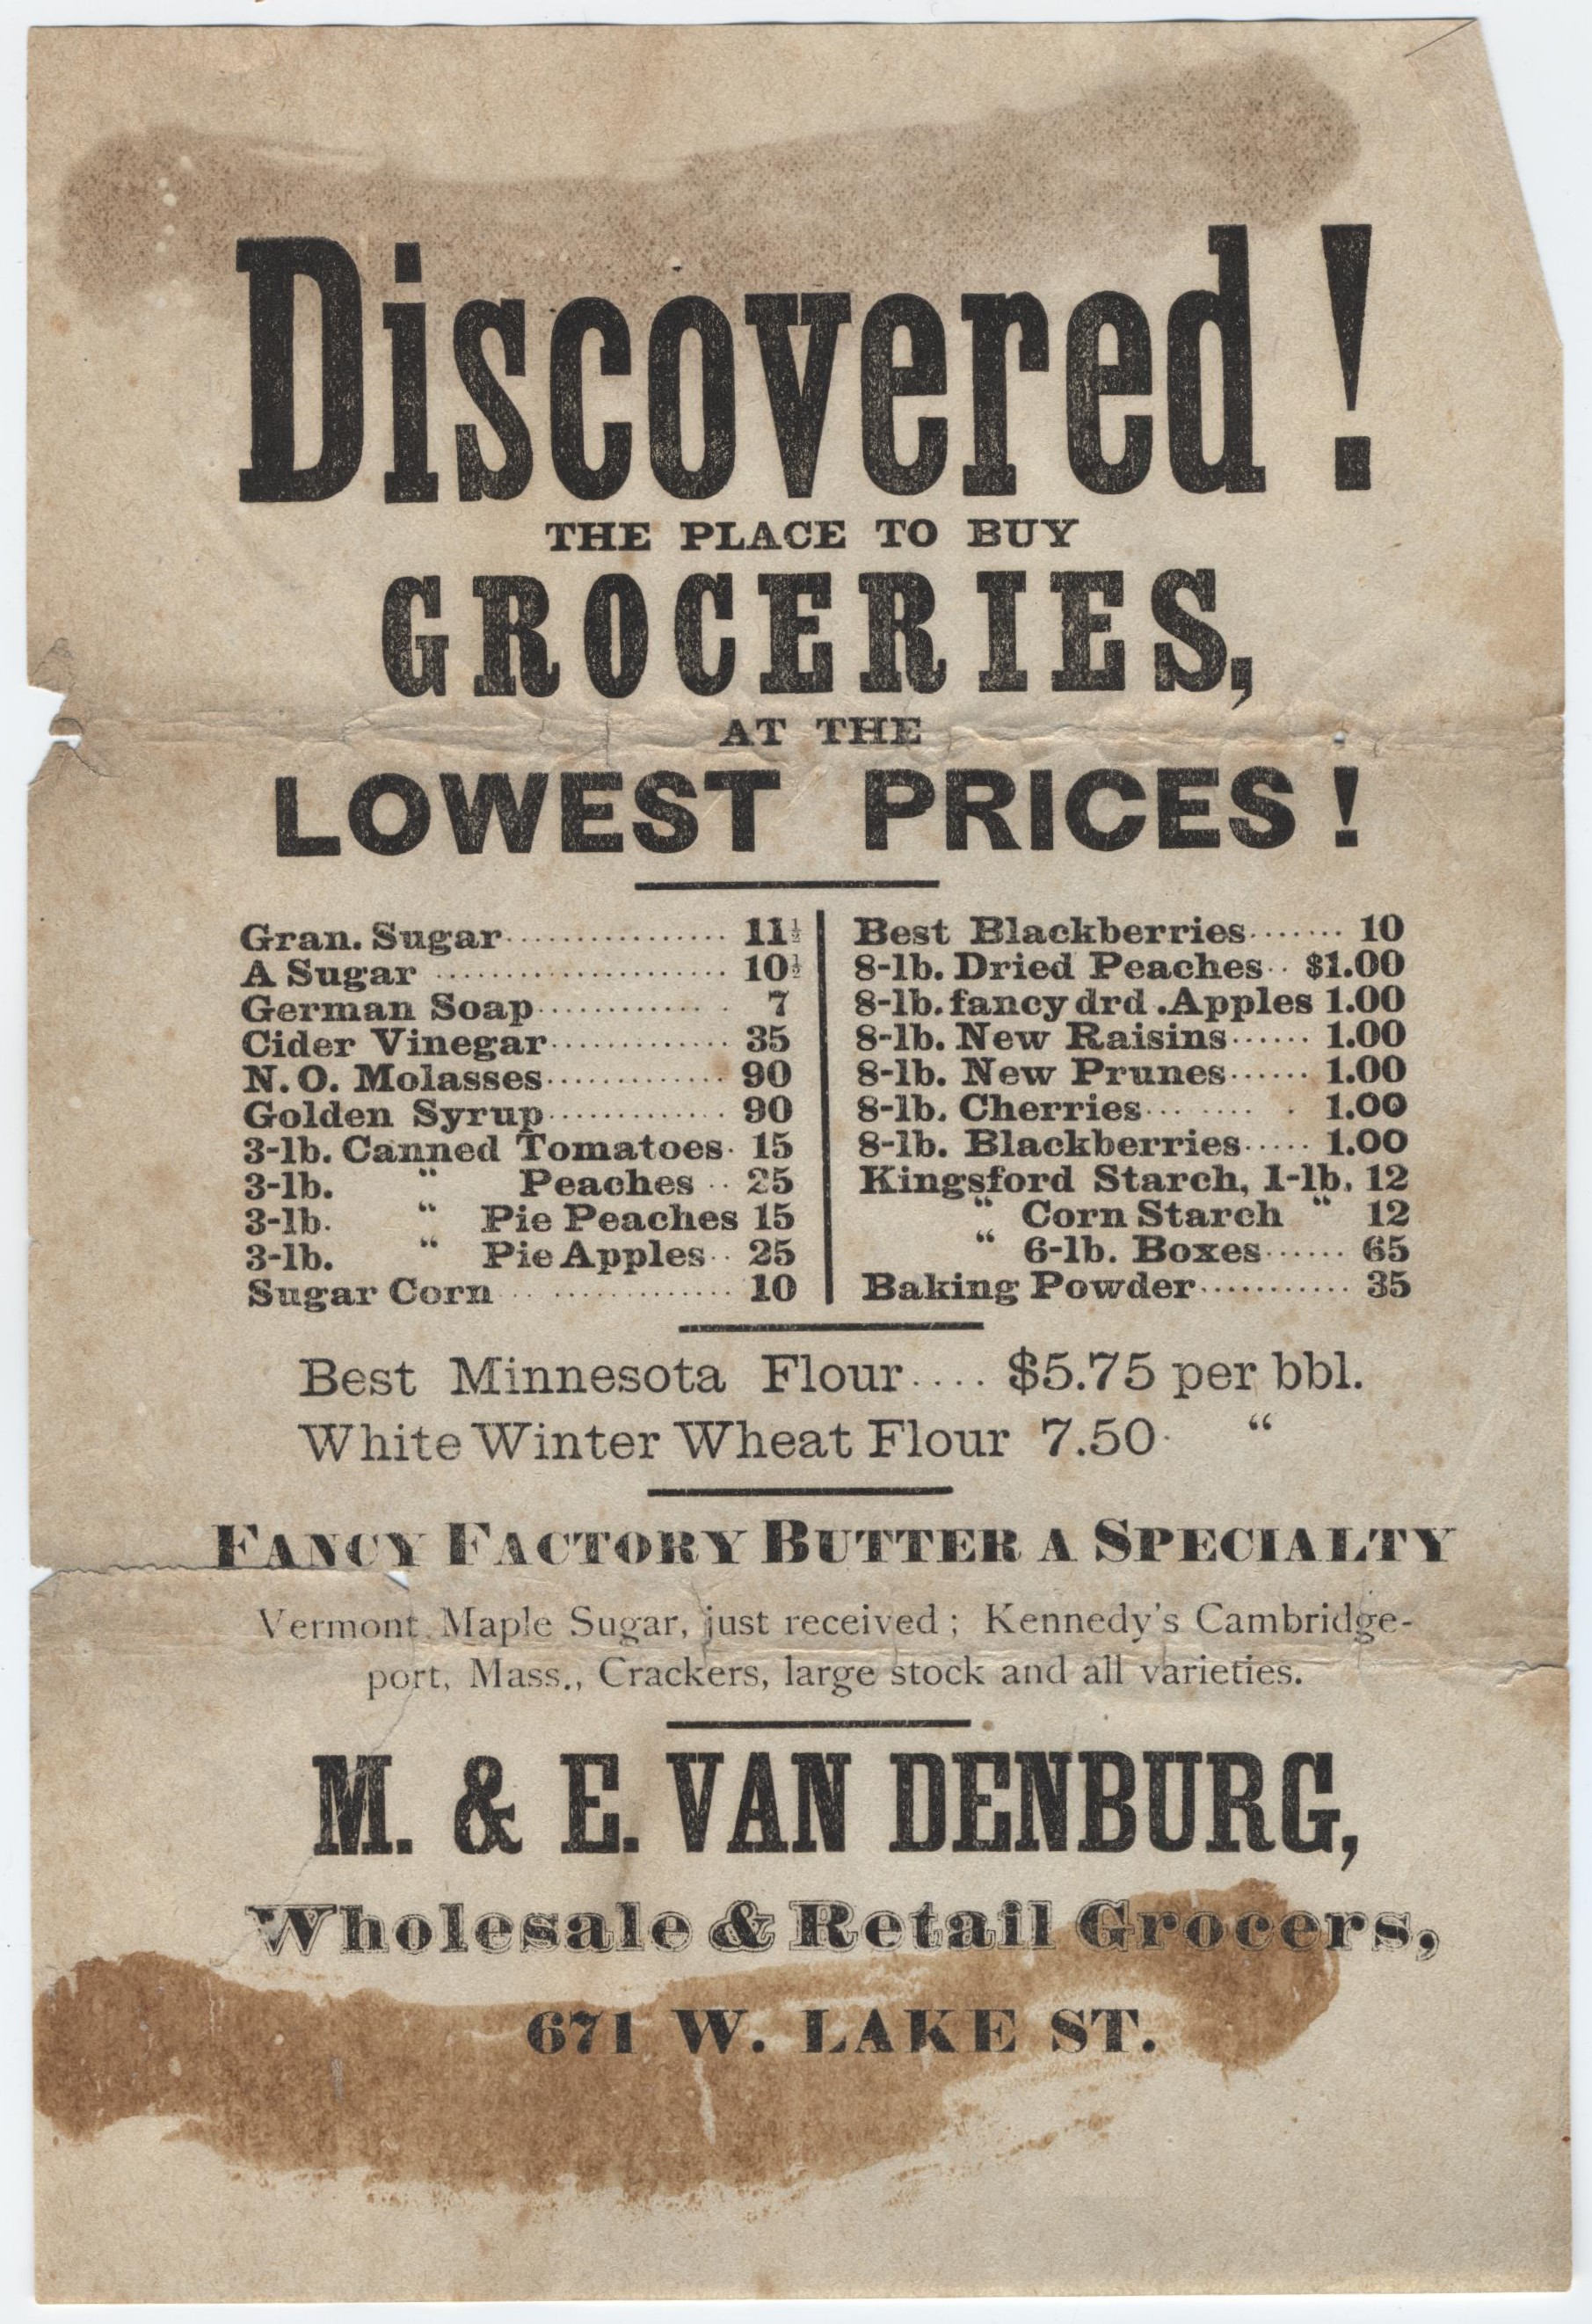 Discovered!
THE PLACE TO BUY
GROCERIES,
AT THE
LOWEST PRICES!
Gran. Sugar 11½
A Sugar 10½
German Soap 7
Cider Vinegar 35
N. O. Molasses 90
Golden Syrup 90
3-lb. Canned Tomatoes 15
3-lb. “ Peaches 25
3-lb. “ Pie Peaches 15
3-lb. “ Pie Apples 25
Sugar Corn 10
Best Blackberries 10
8-lb. Dried Peaches $1.00
8-lb. fancy drd. Apples 1.00
8-lb. New Raisins 1.00
8-lb. New Prunes 1.00
8-lb. Cherries 1.00
8-lb. Blackberries 1.00
Kingsford Starch, 1-lb. 12
“ Corn Starch “ 12
“ 6-lb. Boxes 65
Baking Powder 35
Best Minnesota Flour $5.75 per bbl.
White Winter Wheat Flour 7.50 “
FANCY FACTORY BUTTER A SPECIALTY
Vermont Maple Sugar, just received; Kennedy's Cambridge-
port, Mass., Crackers, large stock and all varieties.
M. & E. VAN DENBURG,
Wholesale & Retail Grocers,
671 W. LAKE ST.